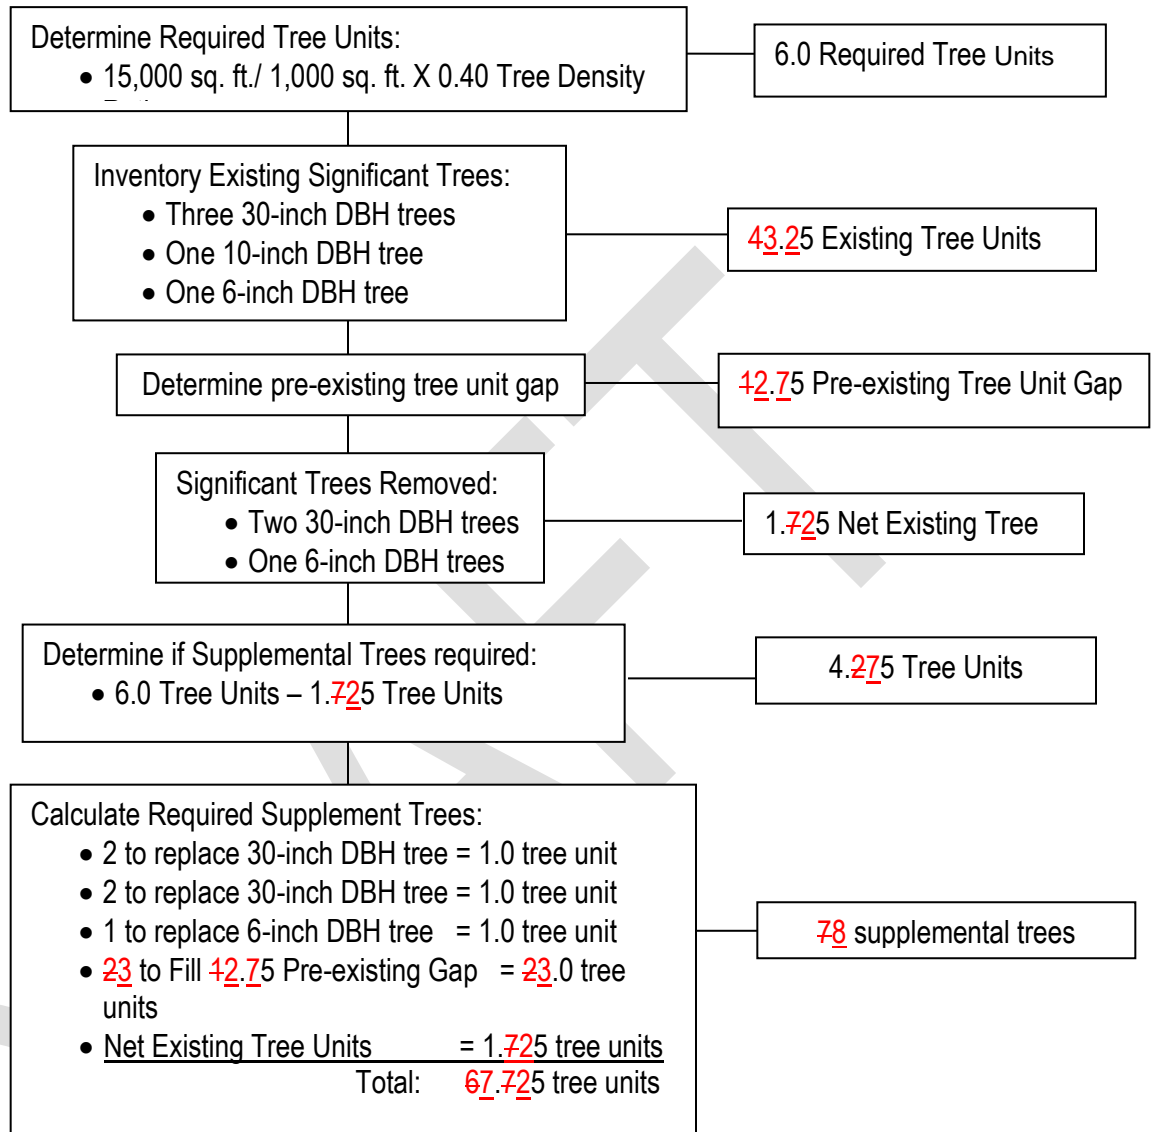 Determine Required Tree Units:
• 15,000 sq. ft./ 1,000 sq. ft. X 0.40 Tree Density
6.0 Required Tree Units
Inventory Existing Significant Trees:
• Three 30-inch DBH trees
• One 10-inch DBH tree
• One 6-inch DBH tree
43.25 Existing Tree Units
Determine pre-existing tree unit gap
12.75 Pre-existing Tree Unit Gap
Significant Trees Removed:
• Two 30-inch DBH trees
• One 6-inch DBH trees
1.725 Net Existing Tree
Determine if Supplemental Trees required:
• 6.0 Tree Units – 1.725 Tree Units
4.275 Tree Units
Calculate Required Supplement Trees:
• 2 to replace 30-inch DBH tree = 1.0 tree unit
• 2 to replace 30-inch DBH tree = 1.0 tree unit
• 1 to replace 6-inch DBH tree = 1.0 tree unit
• 23 to Fill 12.75 Pre-existing Gap = 23.0 tree
units
• Net Existing Tree Units = 1.725 tree units
Total: 67.725 tree units
78 supplemental trees